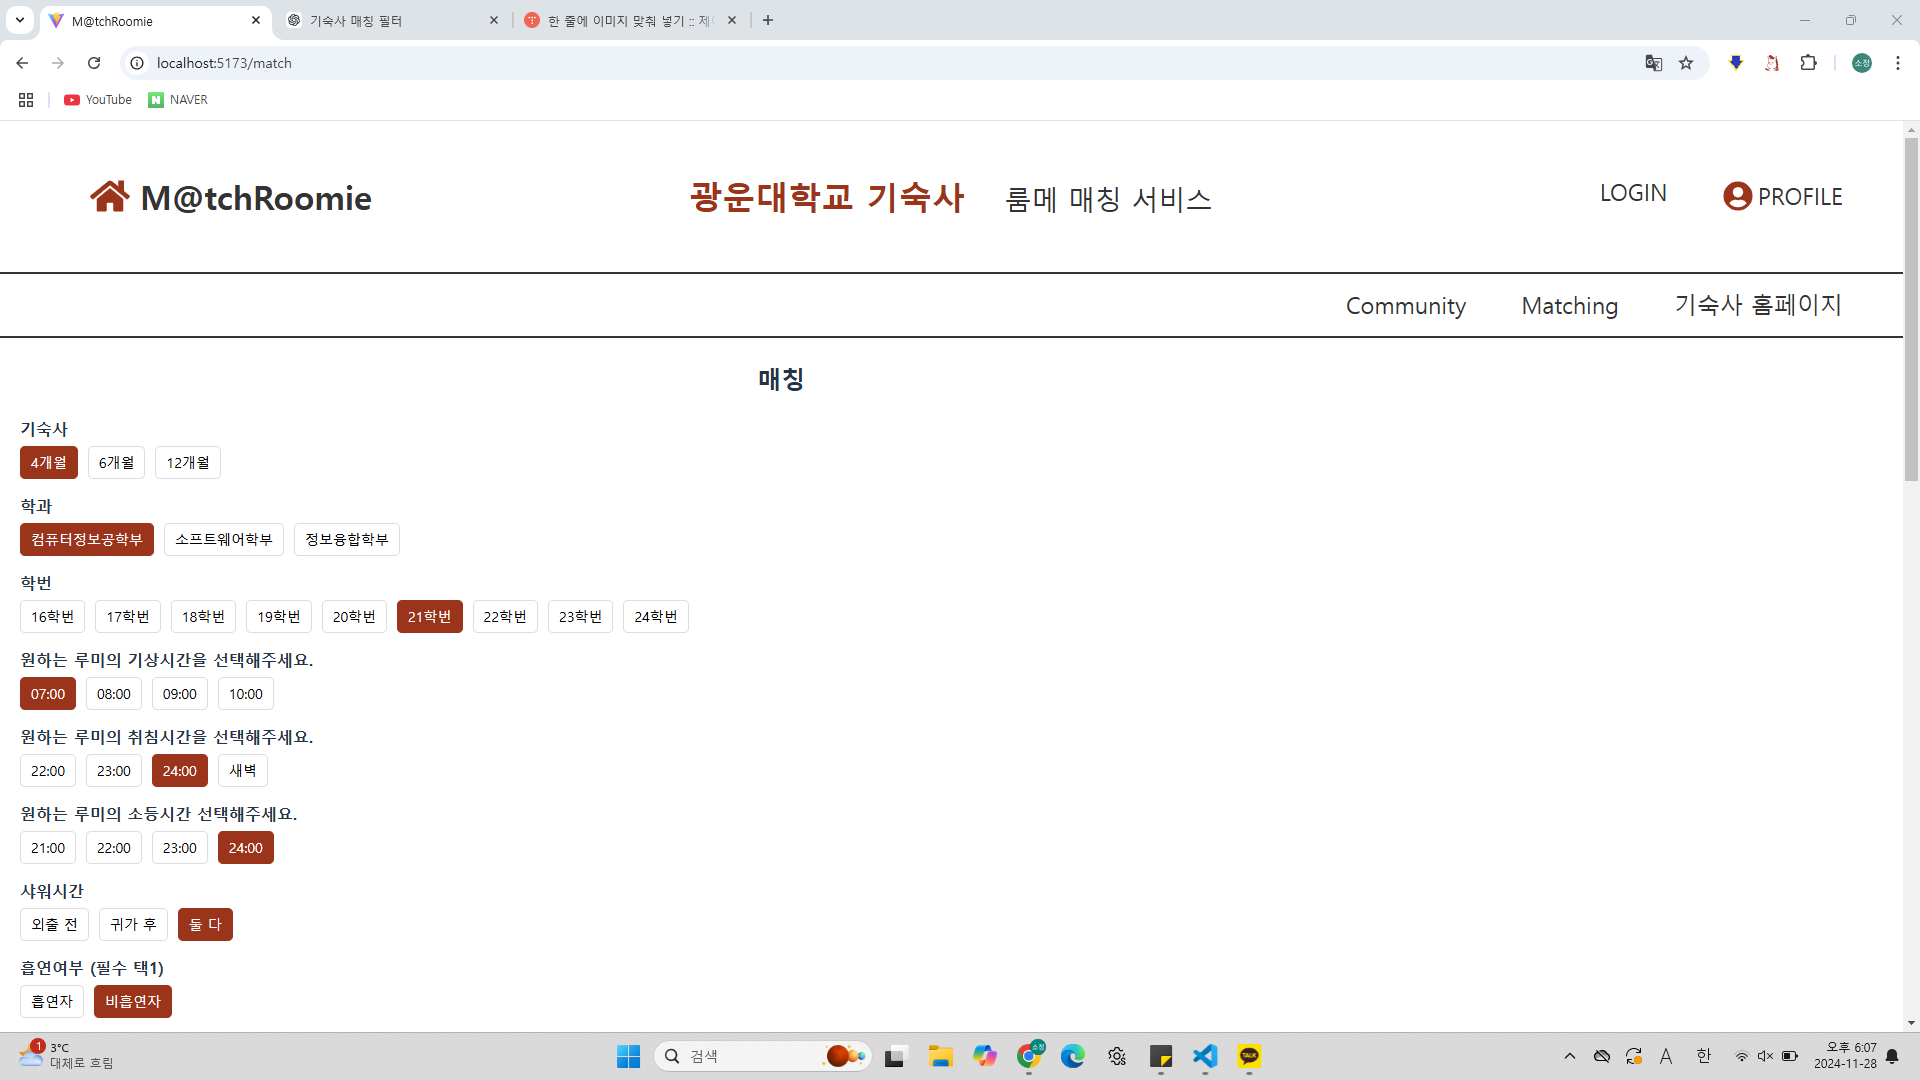 M@tchRoomie
기숙사 매칭 필터
한 줄에 이미지 맞춰 넣기 :: 제
localhost:5173/match
소정
YouTube
NAVER
M@tchRoomie
광운대학교 기숙사 룸메 매칭 서비스
LOGIN
PROFILE
Community
Matching
기숙사 홈페이지
매칭
기숙사
4개월
6개월
12개월
학과
컴퓨터정보공학부
소프트웨어학부
정보융합학부
학번
16학번
17학번
18학번
19학번
20학번
21학번
22학번
23학번
24학번
원하는 루미의 기상시간을 선택해주세요.
07:00
08:00
09:00
10:00
원하는 루미의 취침시간을 선택해주세요.
22:00
23:00
24:00
새벽
원하는 루미의 소등시간 선택해주세요.
21:00
22:00
23:00
24:00
샤워시간
외출 전
귀가 후
둘 다
흡연여부 (필수 택1)
흡연자
비흡연자
1
3°C
대체로 흐림
검색
소정
TALK
A
한
오후 6:07
2024-11-28